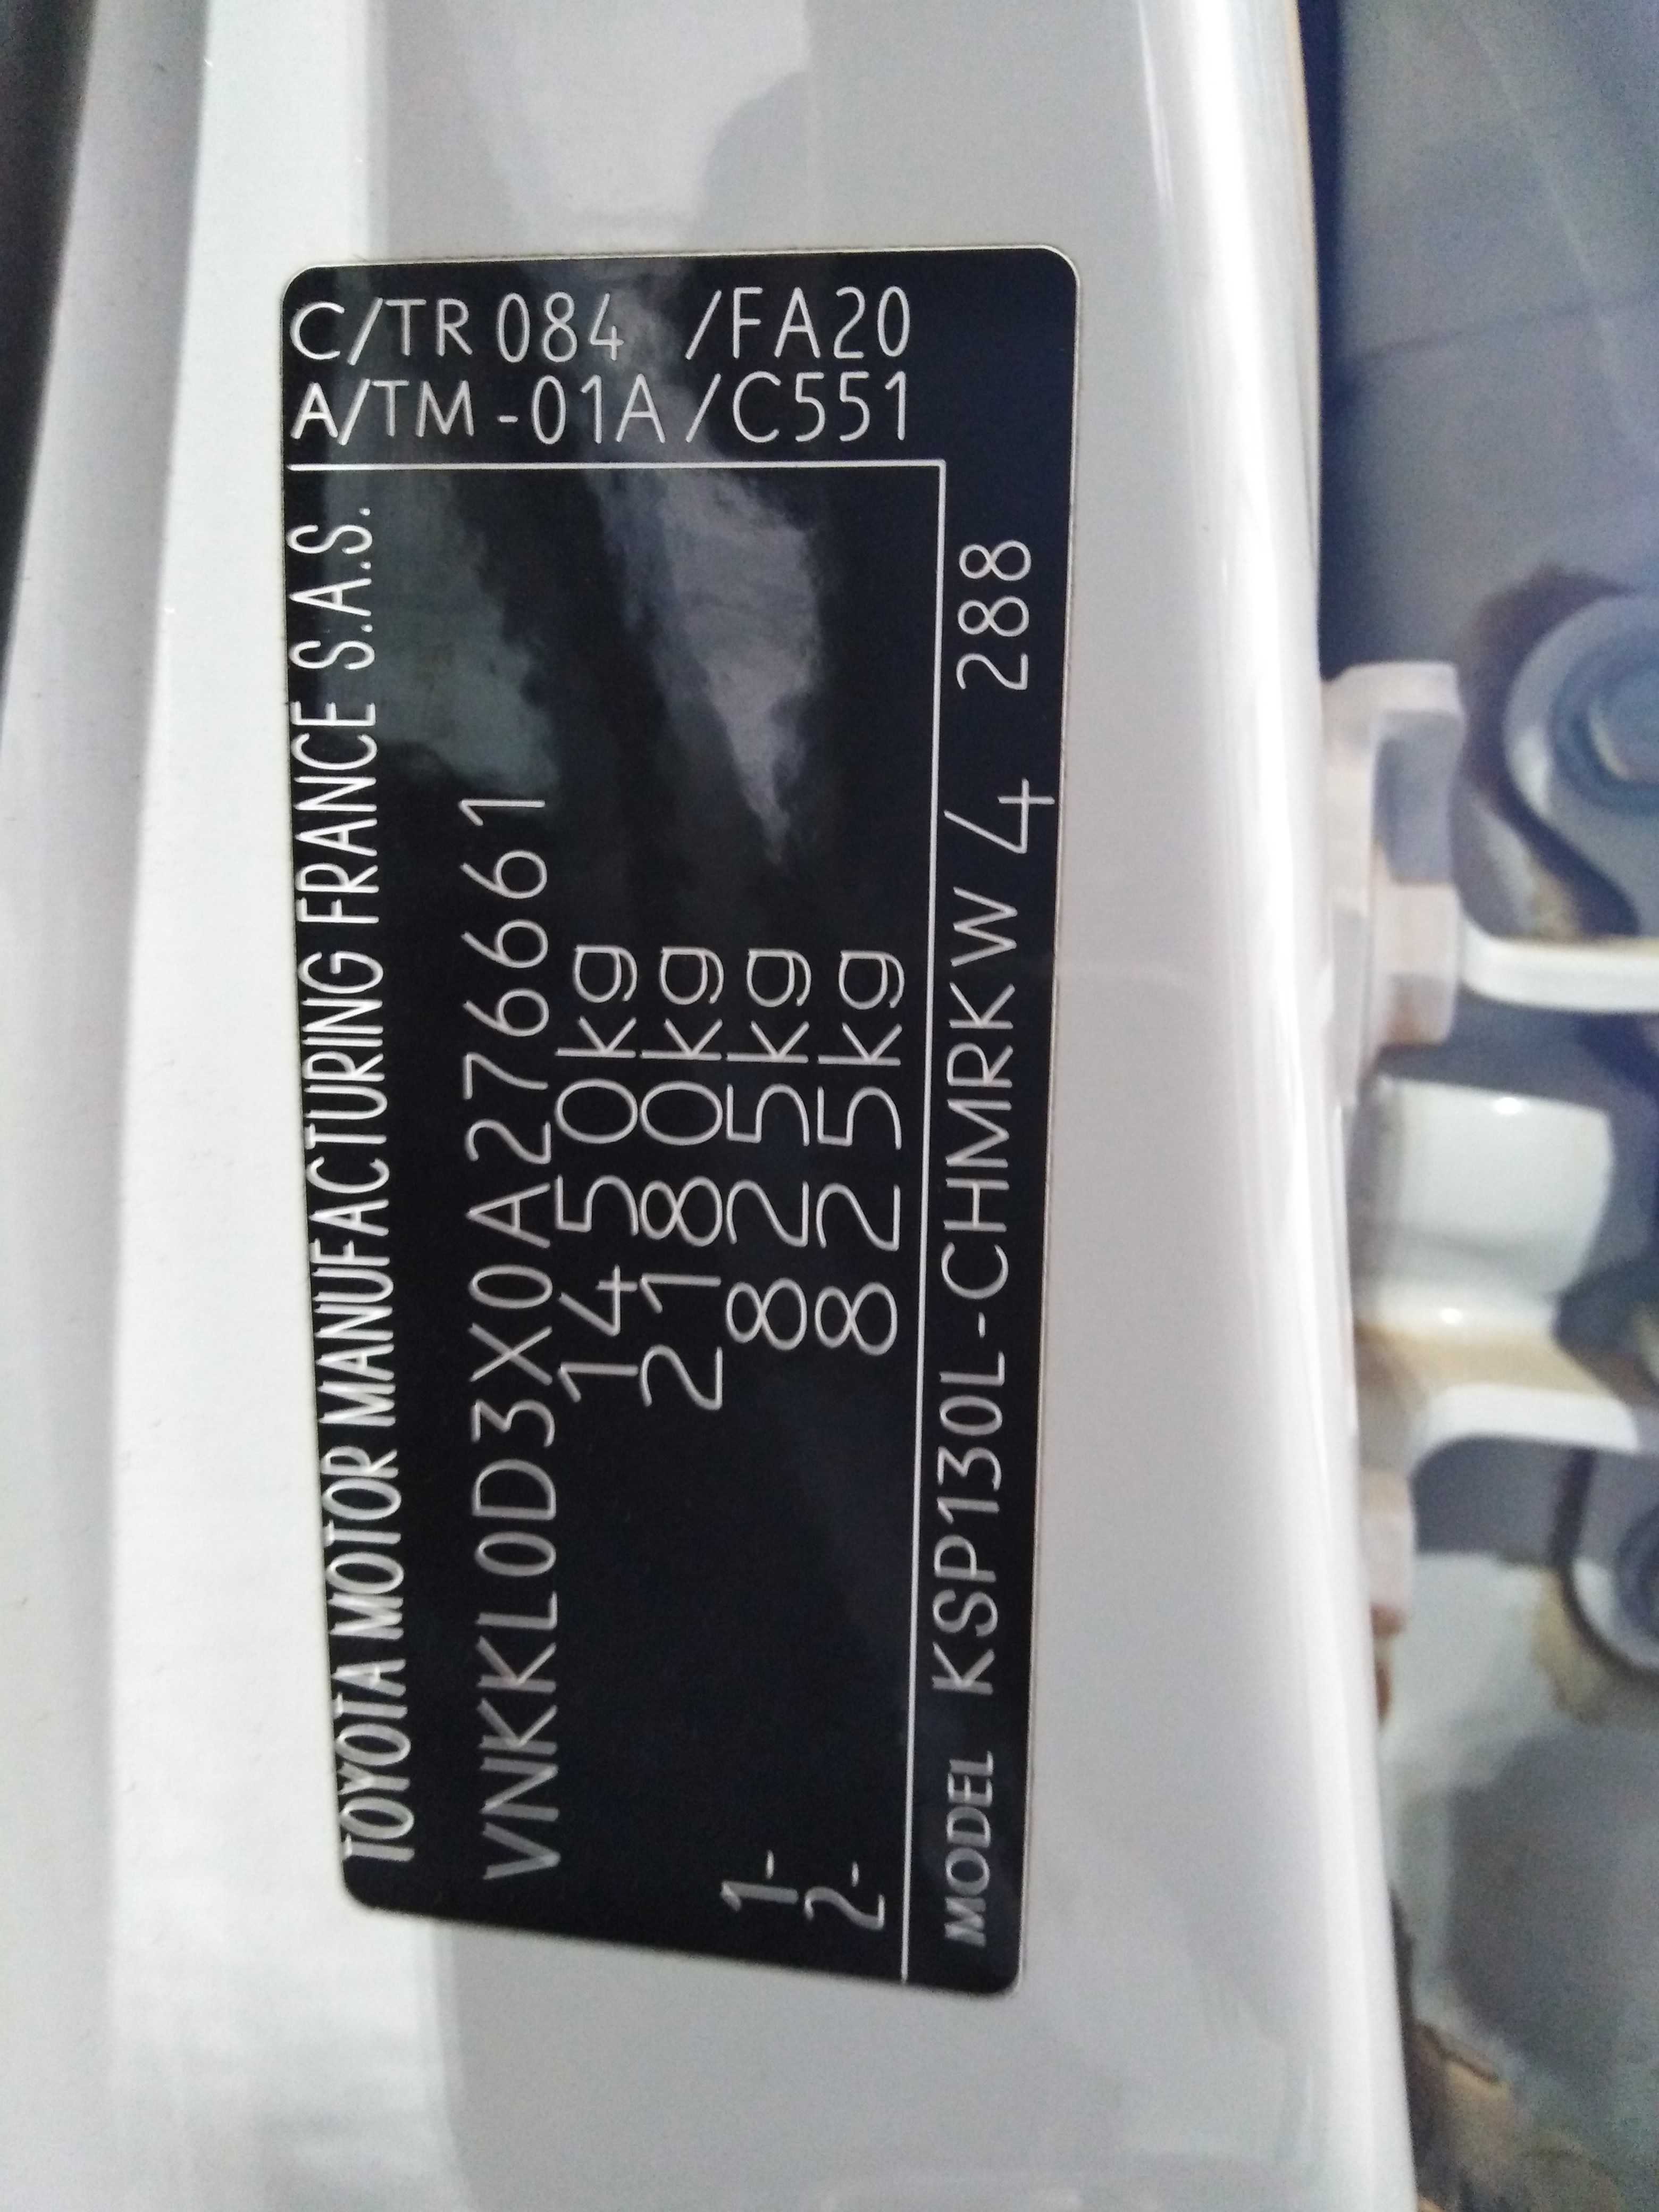 TOYOTA MOTOR MANUFACTURING FRANCE S.A.S.
VNKKL0D3X0A276661
1450kg
2180kg
1- 825kg
2- 825kg
C/TR 084 /FA20
A/TM -01A/C551
MODEL KSP130L-CHMRKW 4 288